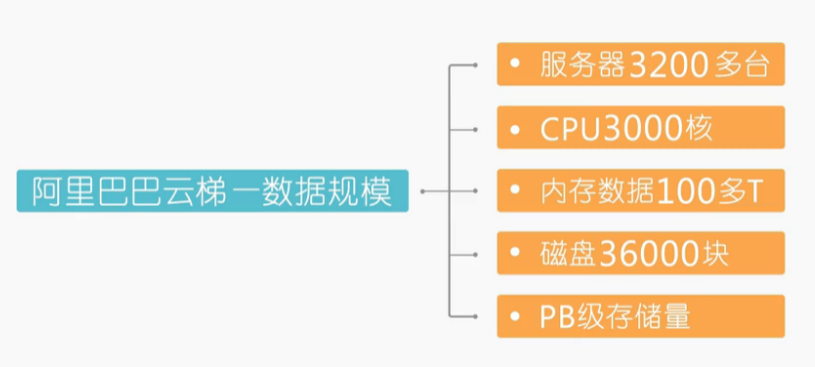 阿里巴巴云梯一数据规模
• 服务器3200多台
• CPU3000核
• 内存数据100多T
• 磁盘36000块
• PB级存储量